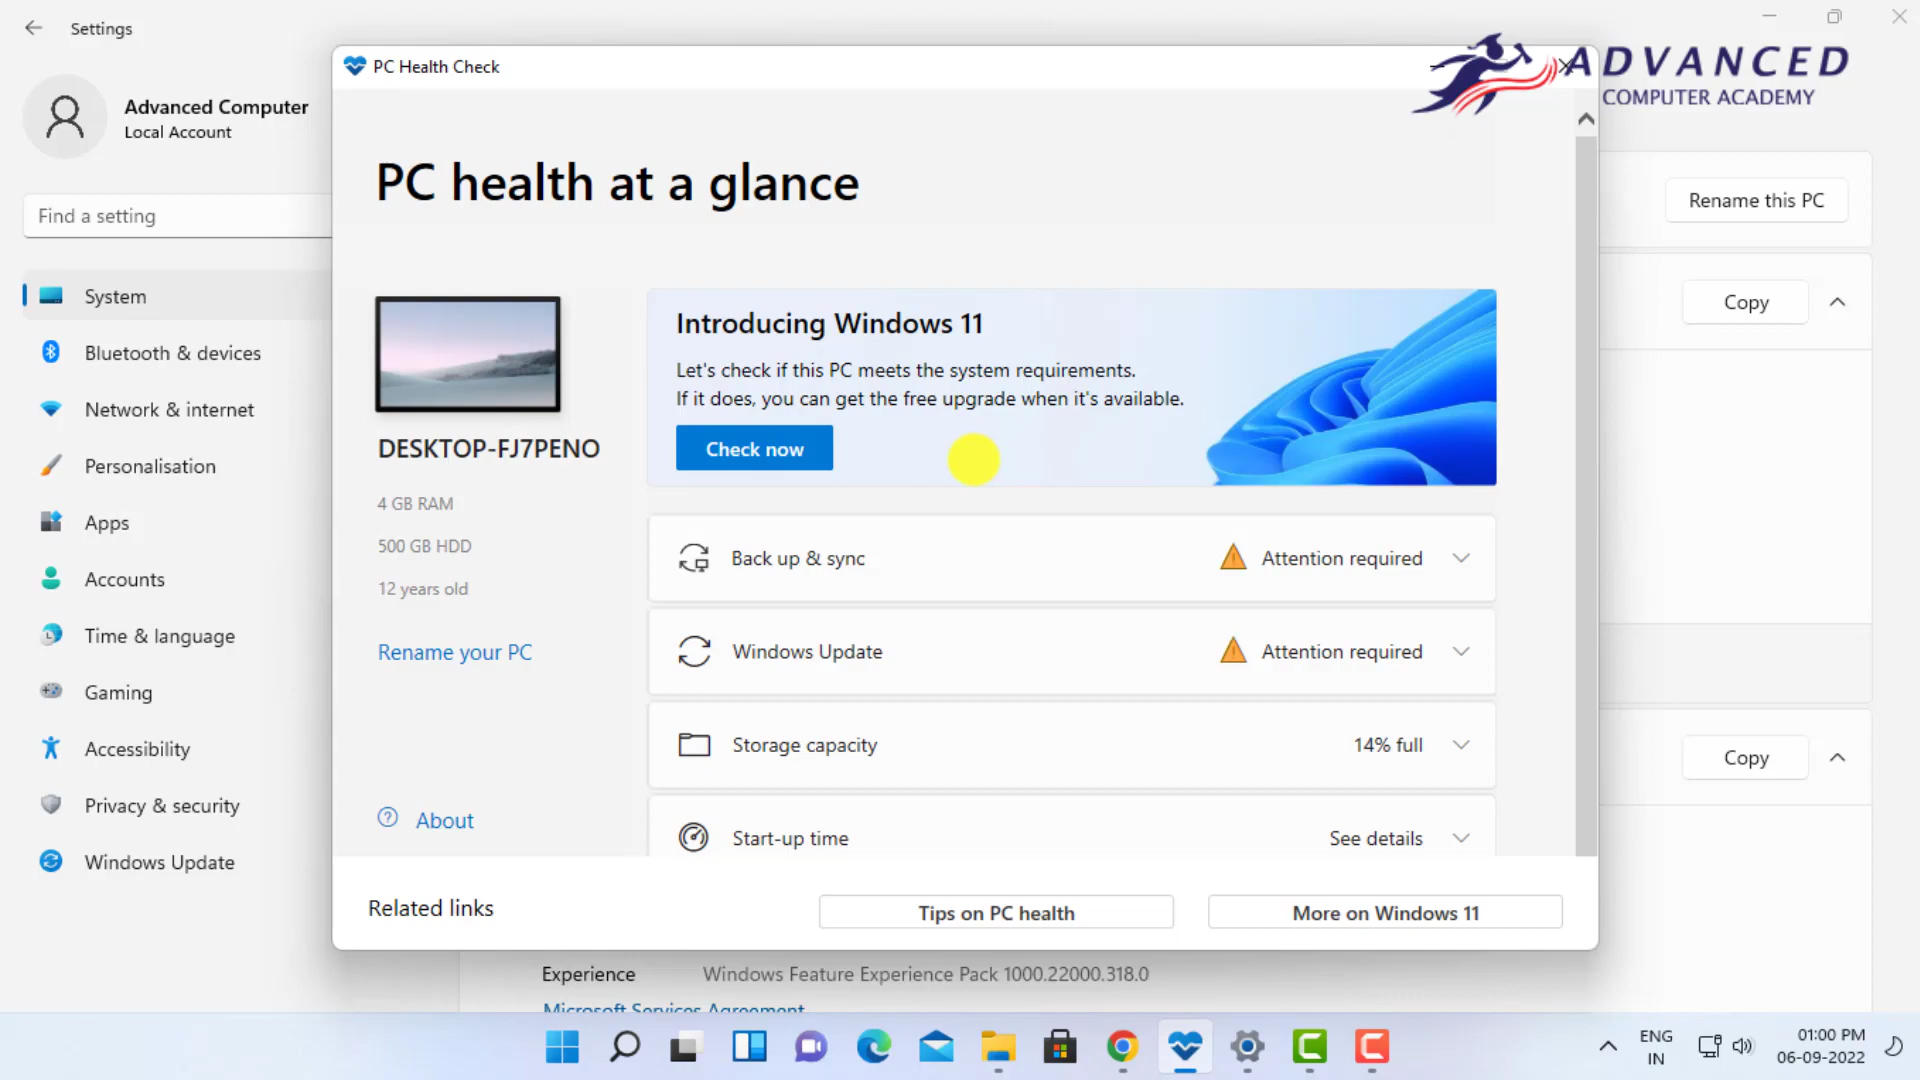 Settings
Advanced Computer
Local Account
Find a setting
System
Bluetooth & devices
Network & internet
Personalisation
Apps
Accounts
Time & language
Gaming
Accessibility
Privacy & security
Windows Update
PC Health Check
ADVANCED
COMPUTER ACADEMY
PC health at a glance
DESKTOP-FJ7PENO
4 GB RAM
500 GB HDD
12 years old
Rename your PC
About
Introducing Windows 11
Let's check if this PC meets the system requirements.
If it does, you can get the free upgrade when it's available.
Check now
Back up & sync Attention required
Windows Update Attention required
Storage capacity 14% full
Start-up time See details
Related links Tips on PC health More on Windows 11
Rename this PC
Copy
Copy
Experience Windows Feature Experience Pack 1000.22000.318.0
Microsoft Services Agreement
ENG
IN
01:00 PM
06-09-2022